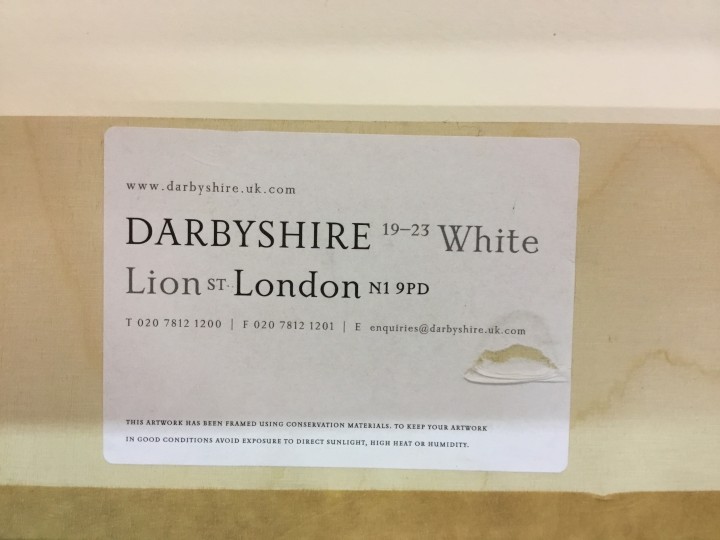 www.darbyshire.uk.com
DARBYSHIRE 19–23 White
Lion ST. London N1 9PD
T 020 7812 1200 | F 020 7812 1201 | E enquiries@darbyshire.uk.com
THIS ARTWORK HAS BEEN FRAMED USING CONSERVATION MATERIALS. TO KEEP YOUR ARTWORK
IN GOOD CONDITIONS AVOID EXPOSURE TO DIRECT SUNLIGHT, HIGH HEAT OR HUMIDITY.